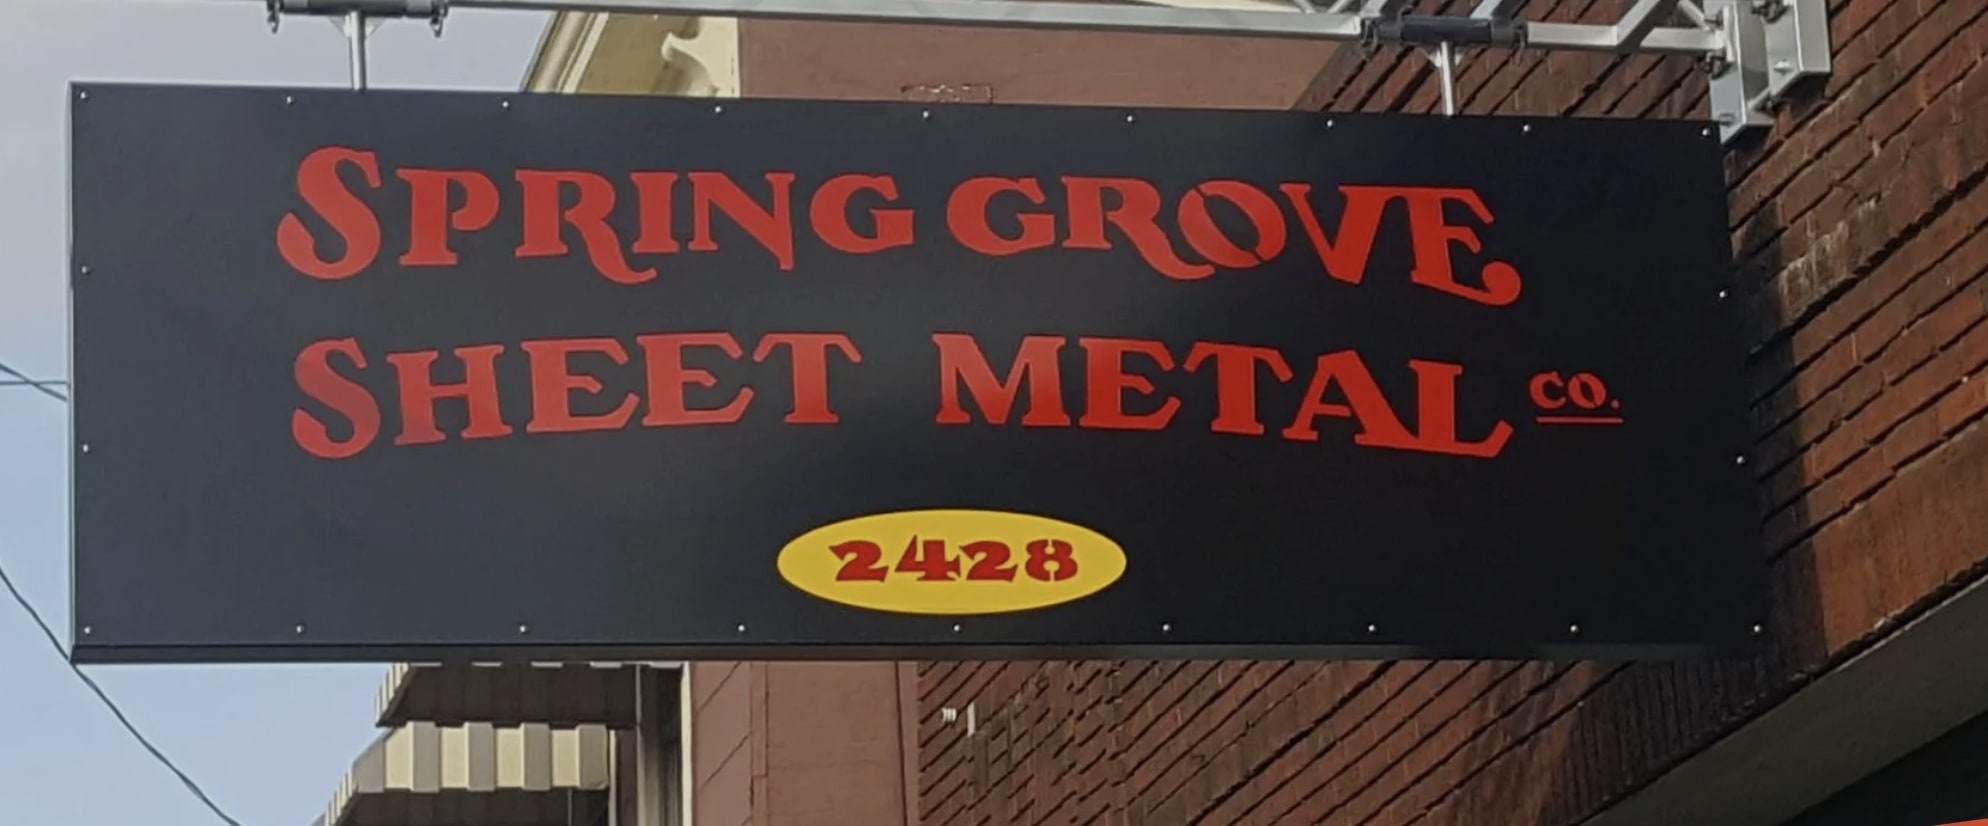 SPRING GROVE
SHEET METAL CO.
2428